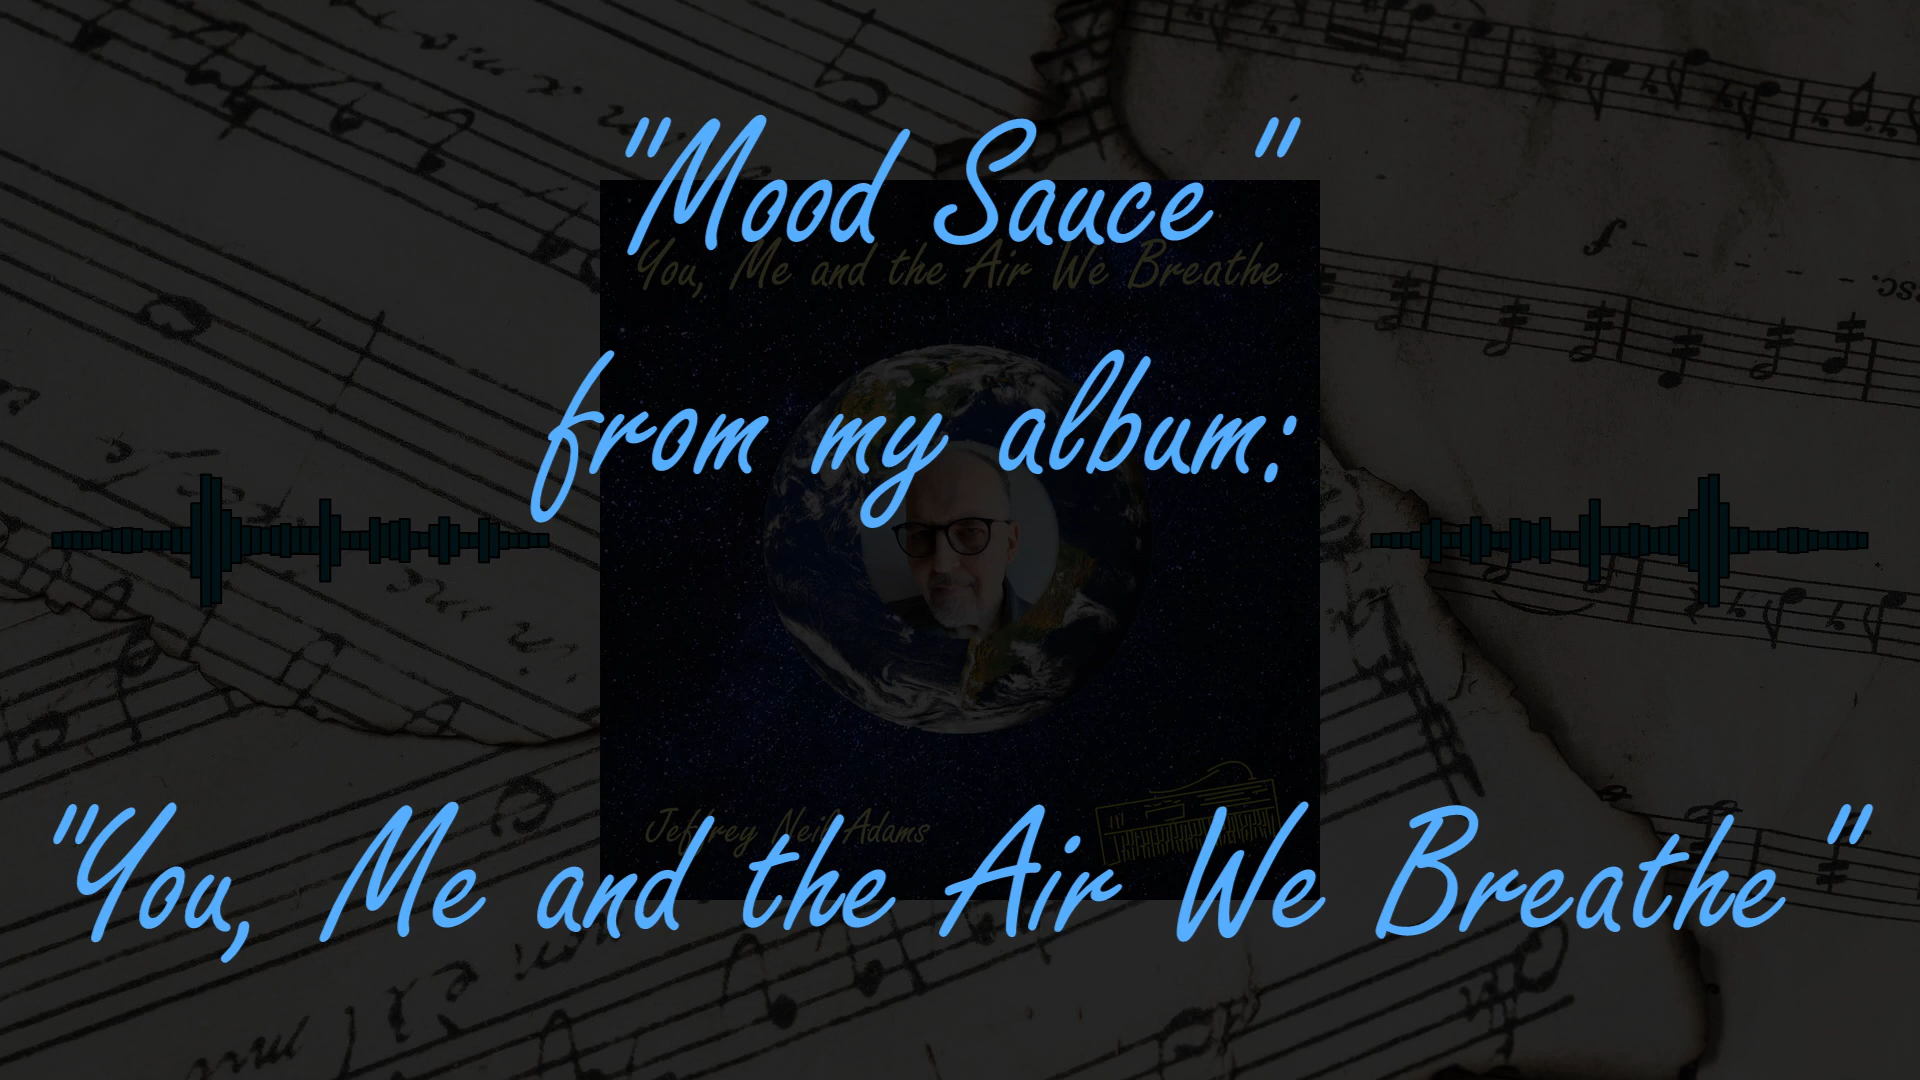 "Mood Sauce"
You, Me and the Air We Breathe
from my album:
Jeffrey Neil Adams
"You, Me and the Air We Breathe"